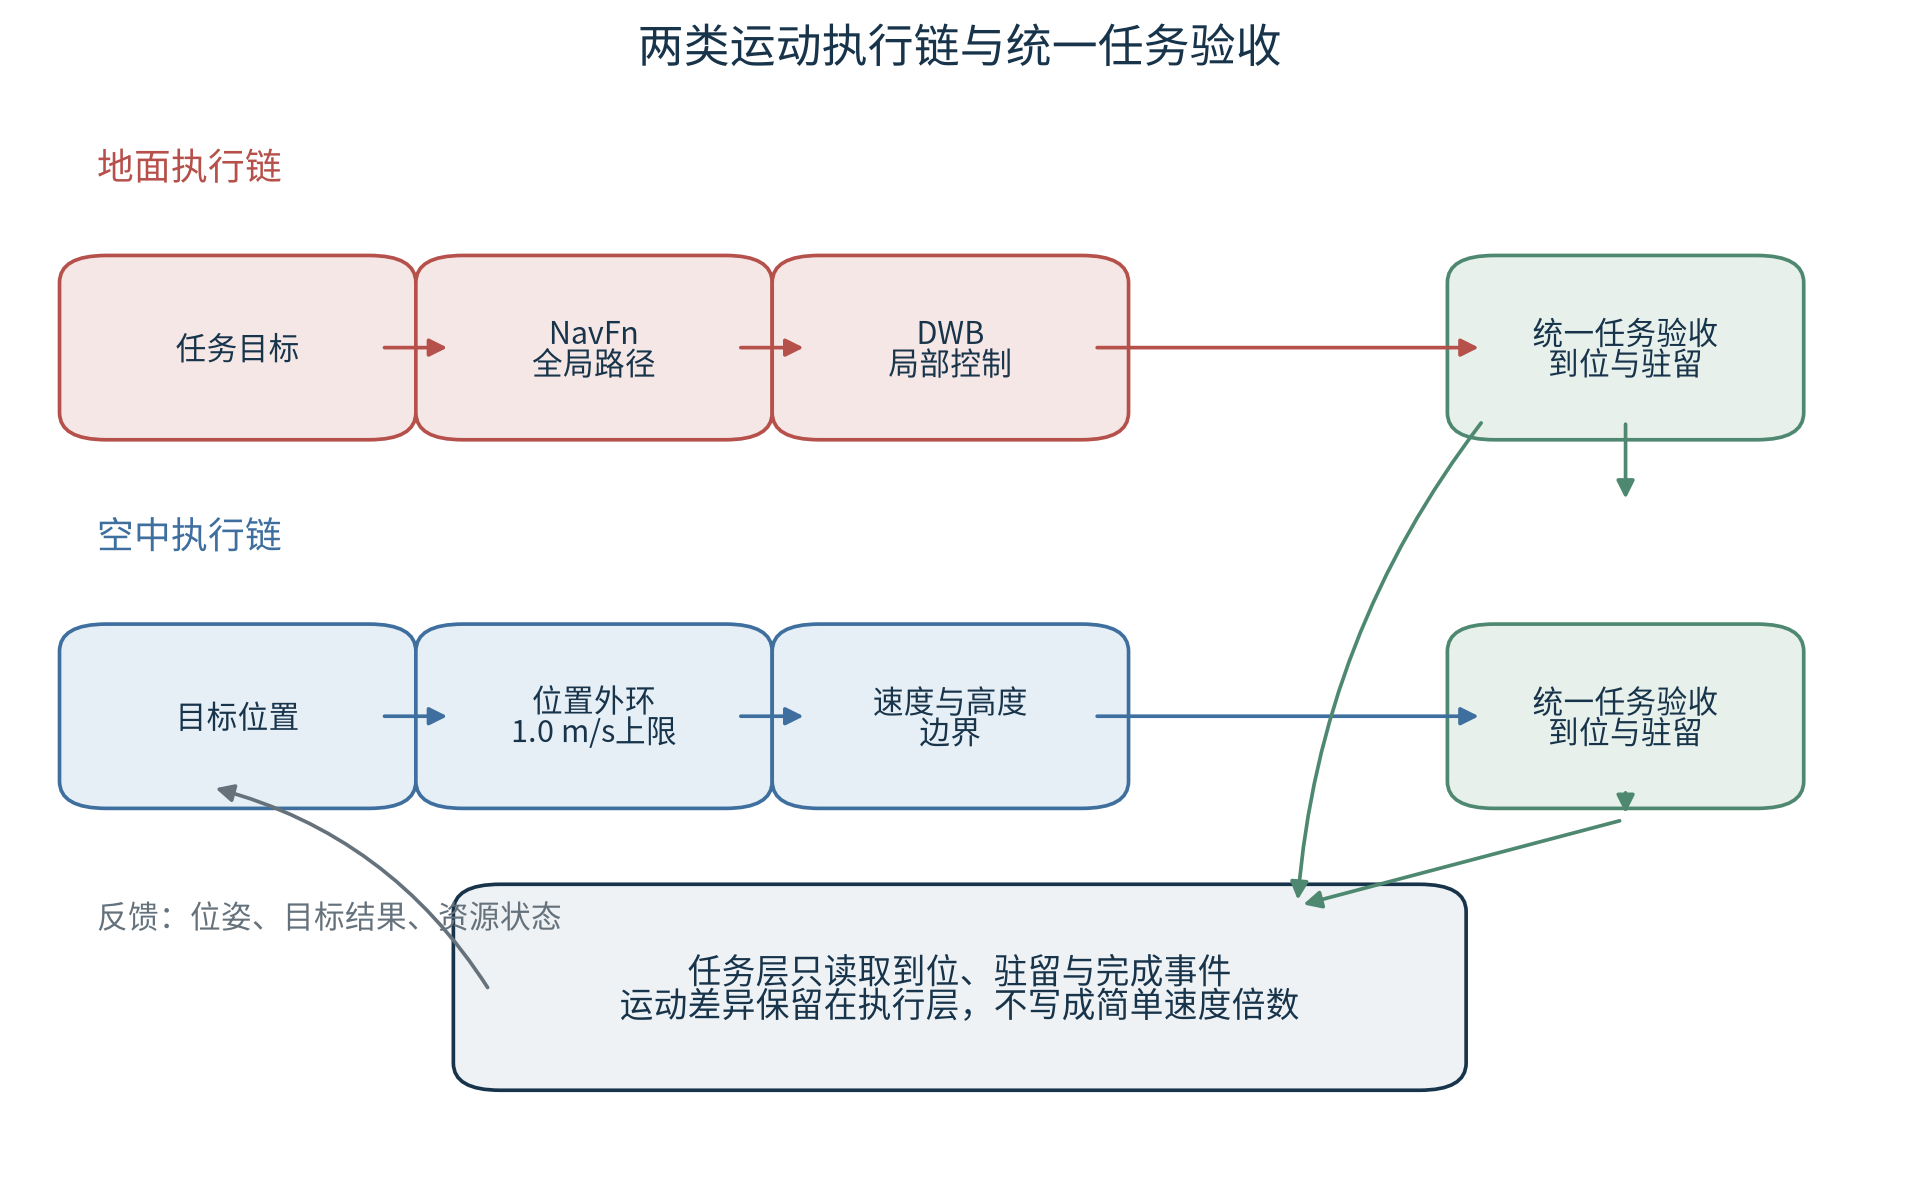 两类运动执行链与统一任务验收
地面执行链
任务目标
NavFn
全局路径
DWB
局部控制
统一任务验收
到位与驻留
空中执行链
目标位置
位置外环
1.0 m/s上限
速度与高度
边界
统一任务验收
到位与驻留
反馈：位姿、目标结果、资源状态
任务层只读取到位、驻留与完成事件
运动差异保留在执行层，不写成简单速度倍数